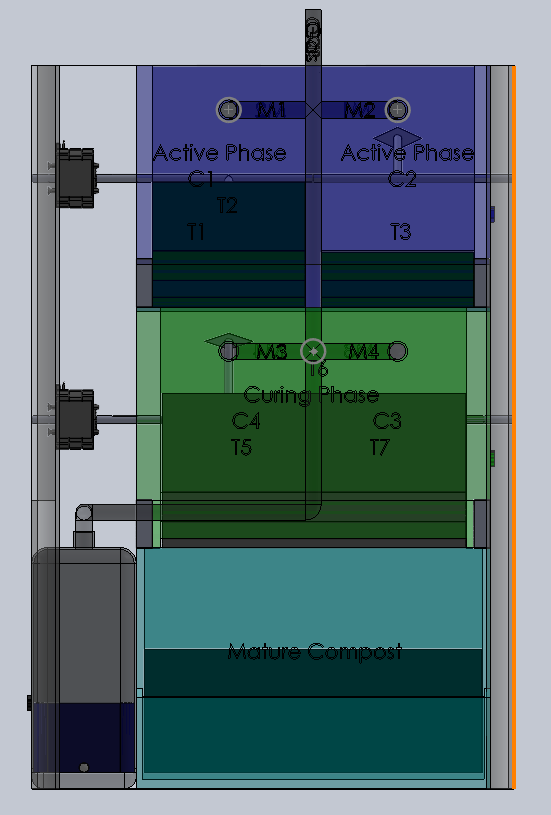 M1 M2
Active Phase Active Phase
C1 C2
T2
T1 T3
M3 M4
T6
Curing Phase
C4 C3
T5 T7
Mature Compost